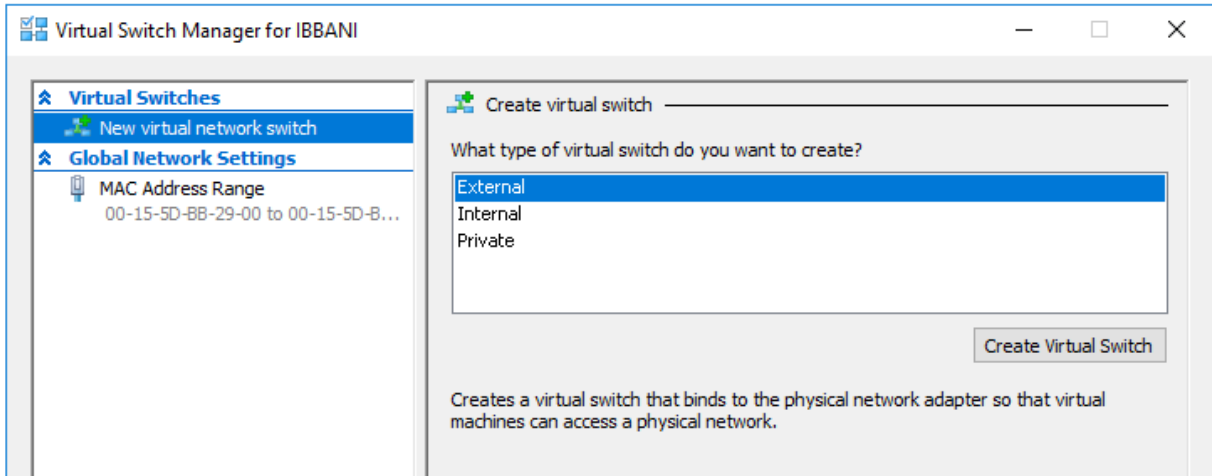 Virtual Switch Manager for IBBANI
Virtual Switches
New virtual network switch
Global Network Settings
MAC Address Range
00-15-5D-BB-29-00 to 00-15-5D-B...
Create virtual switch
What type of virtual switch do you want to create?
External
Internal
Private
Create Virtual Switch
Creates a virtual switch that binds to the physical network adapter so that virtual
machines can access a physical network.